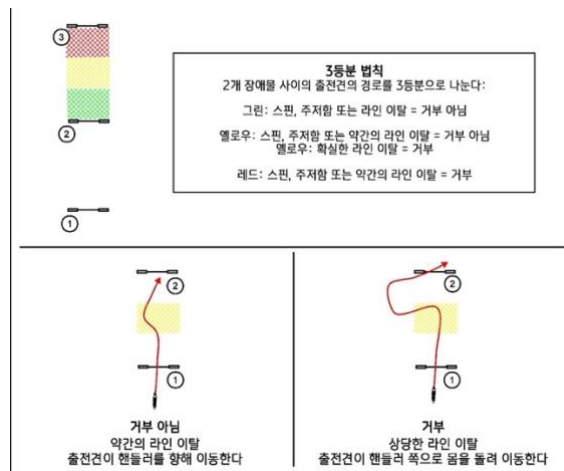 3
3등분 법칙
2개 장애물 사이의 출전견의 경로를 3등분으로 나눈다:
그린: 스핀, 주저함 또는 라인 이탈 = 거부 아님
옐로우: 스핀, 주저함 또는 약간의 라인 이탈 = 거부 아님
옐로우: 확실한 라인 이탈 = 거부
레드: 스핀, 주저함 또는 약간의 라인 이탈 = 거부
2
1
2
1
거부 아님
약간의 라인 이탈
출전견이 핸들러를 향해 이동한다
2
1
거부
상당한 라인 이탈
출전견이 핸들러 쪽으로 몸을 돌려 이동한다